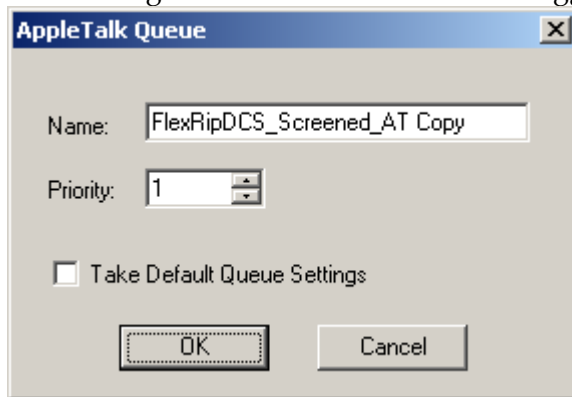 AppleTalk Queue
Name: FlexRipDCS_Screened_AT Copy
Priority: 1
Take Default Queue Settings
OK Cancel